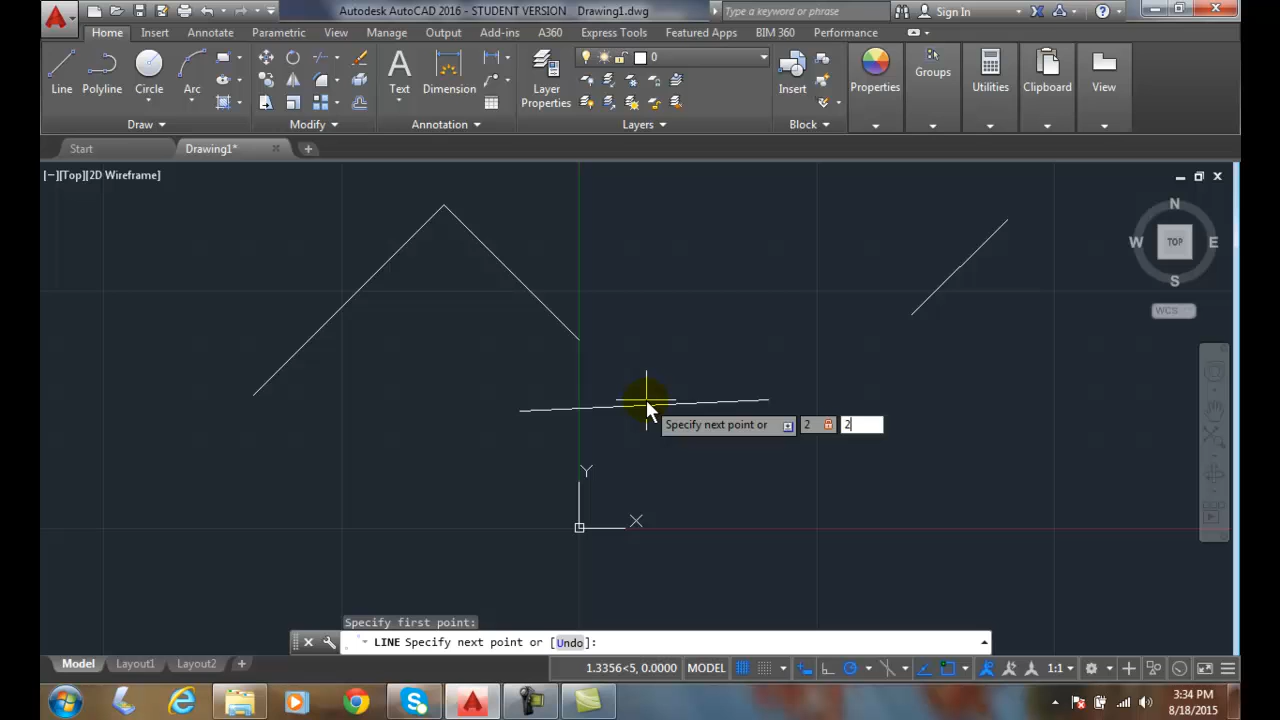 Autodesk AutoCAD 2016 - STUDENT VERSION Drawing1.dwg
Type a keyword or phrase
Sign In
Home Insert Annotate Parametric View Manage Output Add-ins A360 Express Tools Featured Apps BIM 360 Performance
0
Line Polyline Circle Arc Text Dimension Layer Properties Insert Properties Groups Utilities Clipboard View
Draw Modify Annotation Layers Block
Start Drawing1*
[−][Top][2D Wireframe]
N
W TOP E
S
WCS
Specify next point or 2 2
Y
X
Specify first point:
LINE Specify next point or [Undo]:
Model Layout1 Layout2 +
1.3356<5, 0.0000 MODEL 1:1
3:34 PM
8/18/2015